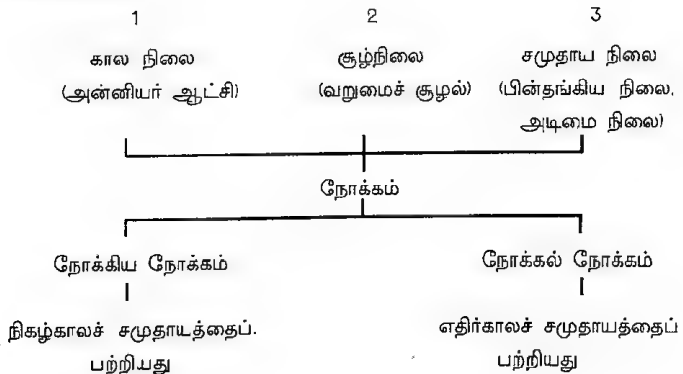 1 2 3
கால நிலை சூழ்நிலை சமுதாய நிலை
(அன்னியர் ஆட்சி) (வறுமைச் சூழல்) (பின்தங்கிய நிலை,
அடிமை நிலை)
நோக்கம்
நோக்கிய நோக்கம் நோக்கல் நோக்கம்
நிகழ்காலச் சமுதாயத்தைப். எதிர்காலச் சமுதாயத்தைப்
பற்றியது பற்றியது